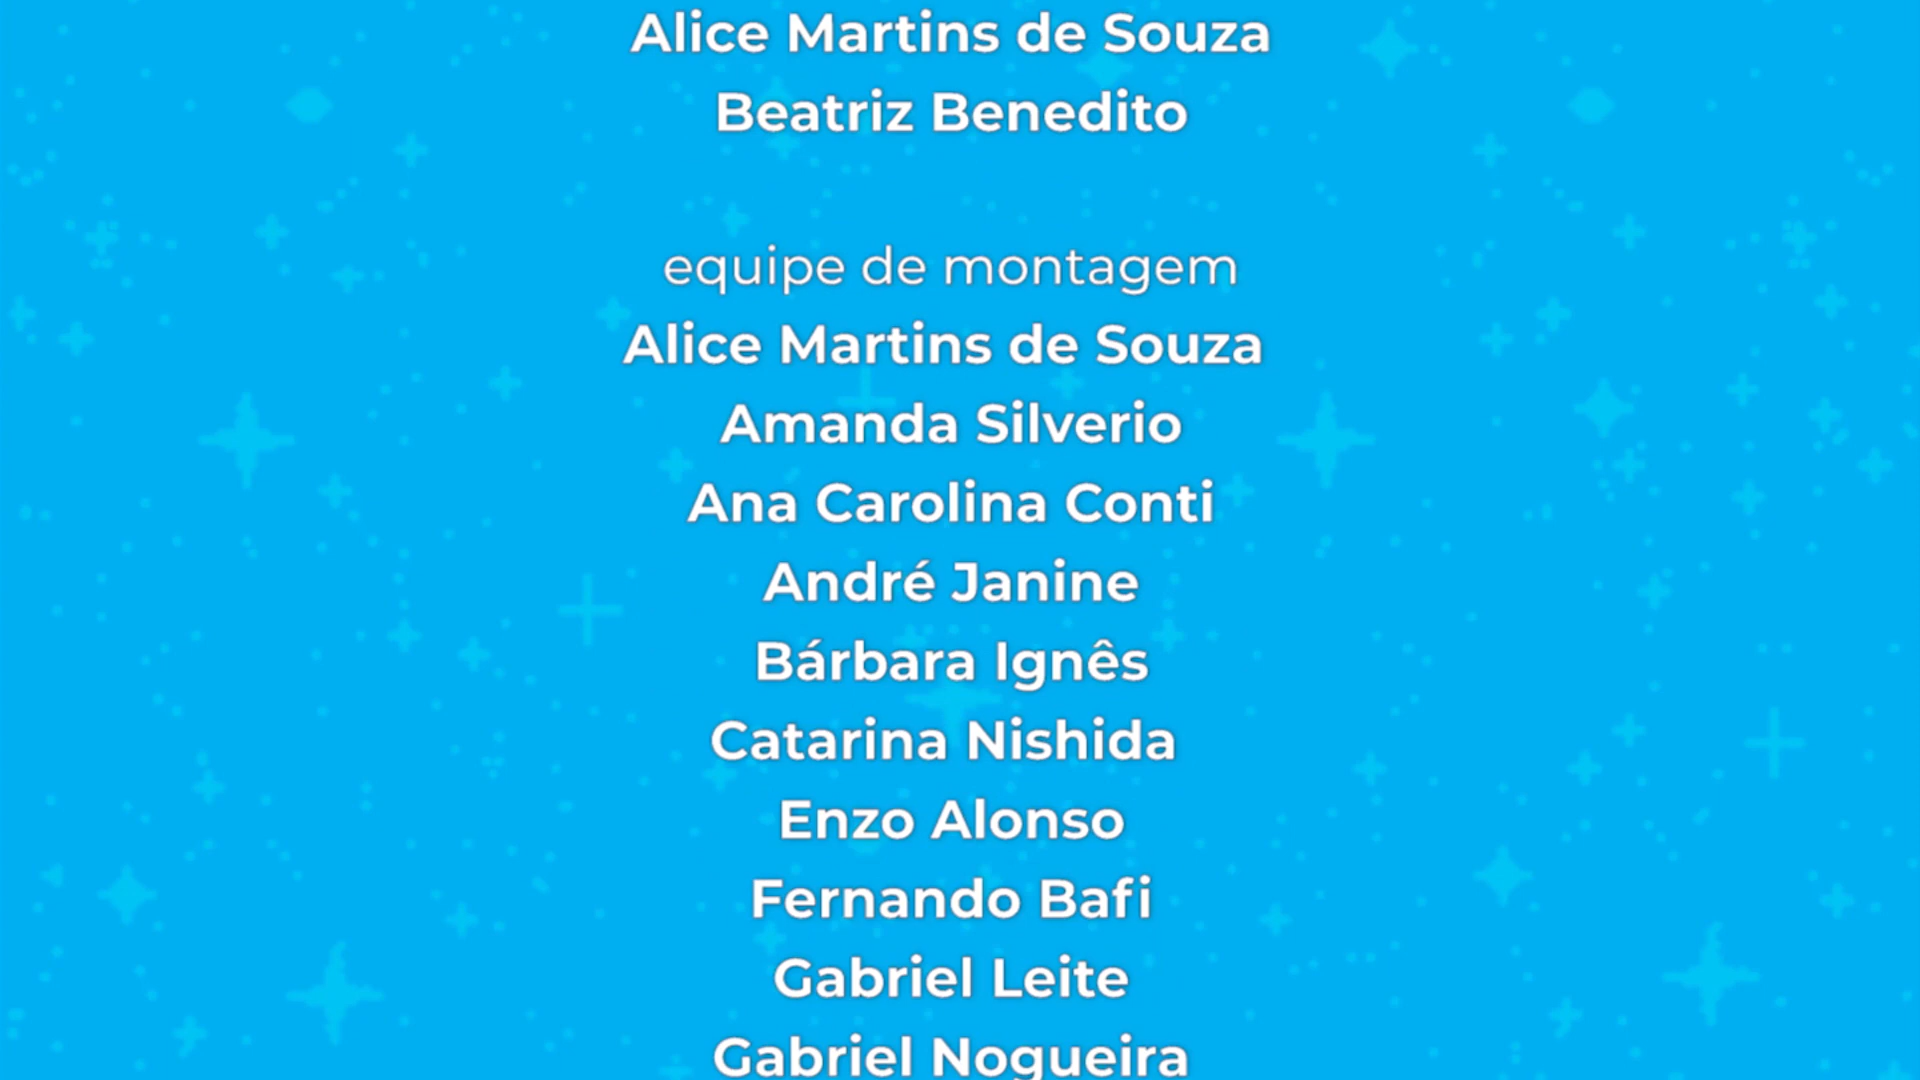 Alice Martins de Souza
Beatriz Benedito
equipe de montagem
Alice Martins de Souza
Amanda Silverio
Ana Carolina Conti
André Janine
Bárbara Ignês
Catarina Nishida
Enzo Alonso
Fernando Bafi
Gabriel Leite
Gabriel Nogueira